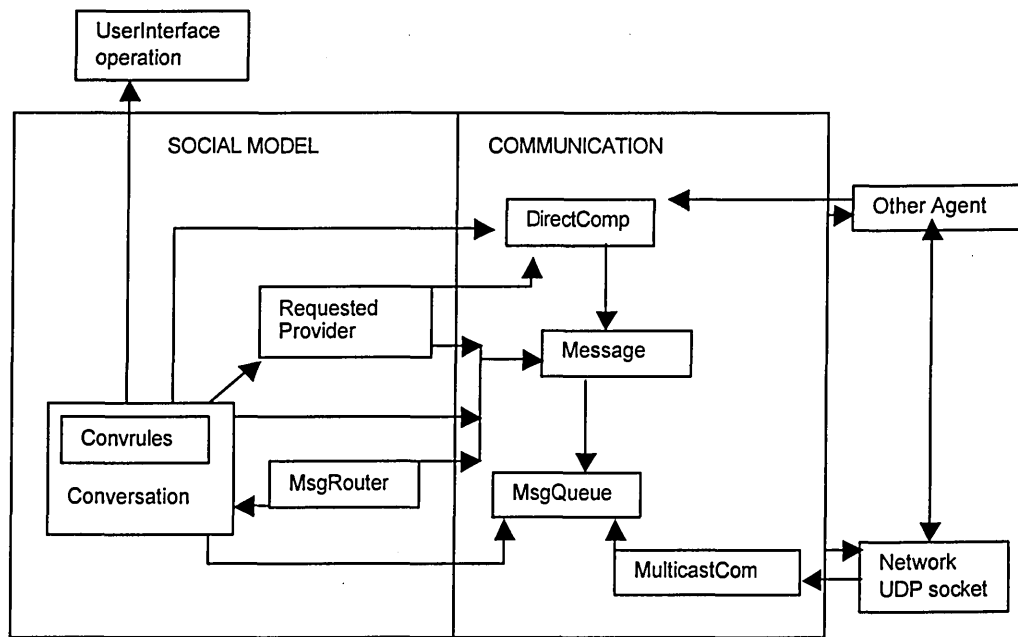 UserInterface
operation
SOCIAL MODEL
COMMUNICATION
DirectComp
Other Agent
Requested
Provider
Message
Convrules
Conversation
MsgRouter
MsgQueue
MulticastCom
Network
UDP socket